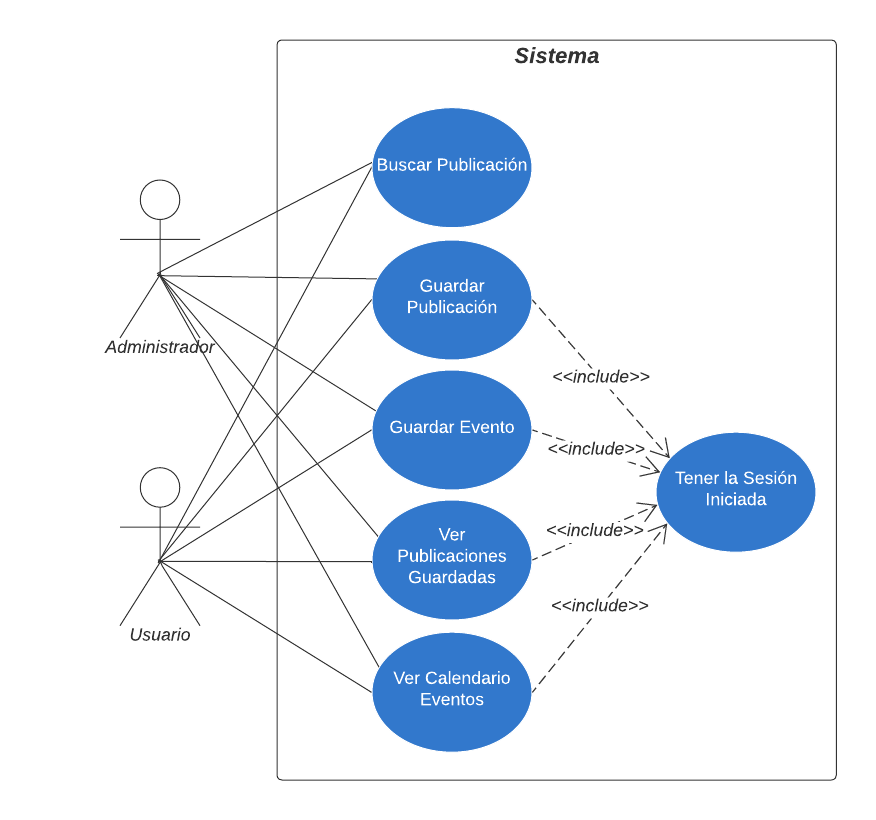 Sistema
Buscar Publicación
Guardar
Publicación
<<include>>
Administrador
Guardar Evento
<<include>>
Tener la Sesión
Iniciada
Ver
Publicaciones
Guardadas
<<include>>
<<include>>
Usuario
Ver Calendario
Eventos